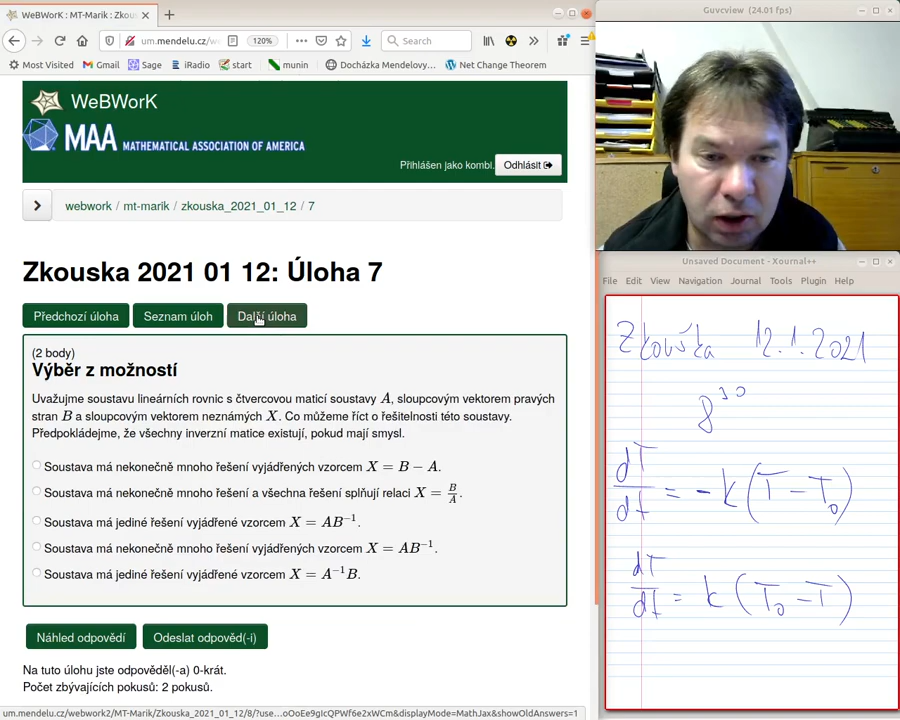 WeBWorK : MT-Marik : Zkous
Guvcview (24.01 fps)
um.mendelu.cz/w
120%
Search
Most Visited Gmail Sage iRadio start munin Docházka Mendelovy... Net Change Theorem
WeBWorK
MAA MATHEMATICAL ASSOCIATION OF AMERICA
Přihlášen jako kombi. Odhlásit
webwork / mt-marik / zkouska_2021_01_12 / 7
Zkouska 2021 01 12: Úloha 7
Předchozí úloha Seznam úloh Další úloha
(2 body)
Výběr z možností
Uvažujme soustavu lineárních rovnic s čtvercovou maticí soustavy A, sloupcovým vektorem pravých
stran B a sloupcovým vektorem neznámých X. Co můžeme říct o řešitelnosti této soustavy.
Předpokládejme, že všechny inverzní matice existují, pokud mají smysl.
Soustava má nekonečně mnoho řešení vyjádřených vzorcem X = B − A.
Soustava má nekonečně mnoho řešení a všechna řešení splňují relaci X = B/A.
Soustava má jediné řešení vyjádřené vzorcem X = AB⁻¹.
Soustava má nekonečně mnoho řešení vyjádřených vzorcem X = AB⁻¹.
Soustava má jediné řešení vyjádřené vzorcem X = A⁻¹B.
Náhled odpovědí Odeslat odpověd(-i)
Na tuto úlohu jste odpověděl(-a) 0-krát.
Počet zbývajících pokusů: 2 pokusů.
um.mendelu.cz/webwork2/MT-Marik/Zkouska_2021_01_12/8/?use...oOoEe9gIcQPWf6e2xWCm&displayMode=MathJax&showOldAnswers=1
Unsaved Document - Xournal++
File Edit View Navigation Journal Tools Plugin Help
Zkouška 12.1.2021
8³⁰
dT/dt = -k(T - T₀)
dT/dt = k(T₀ - T)